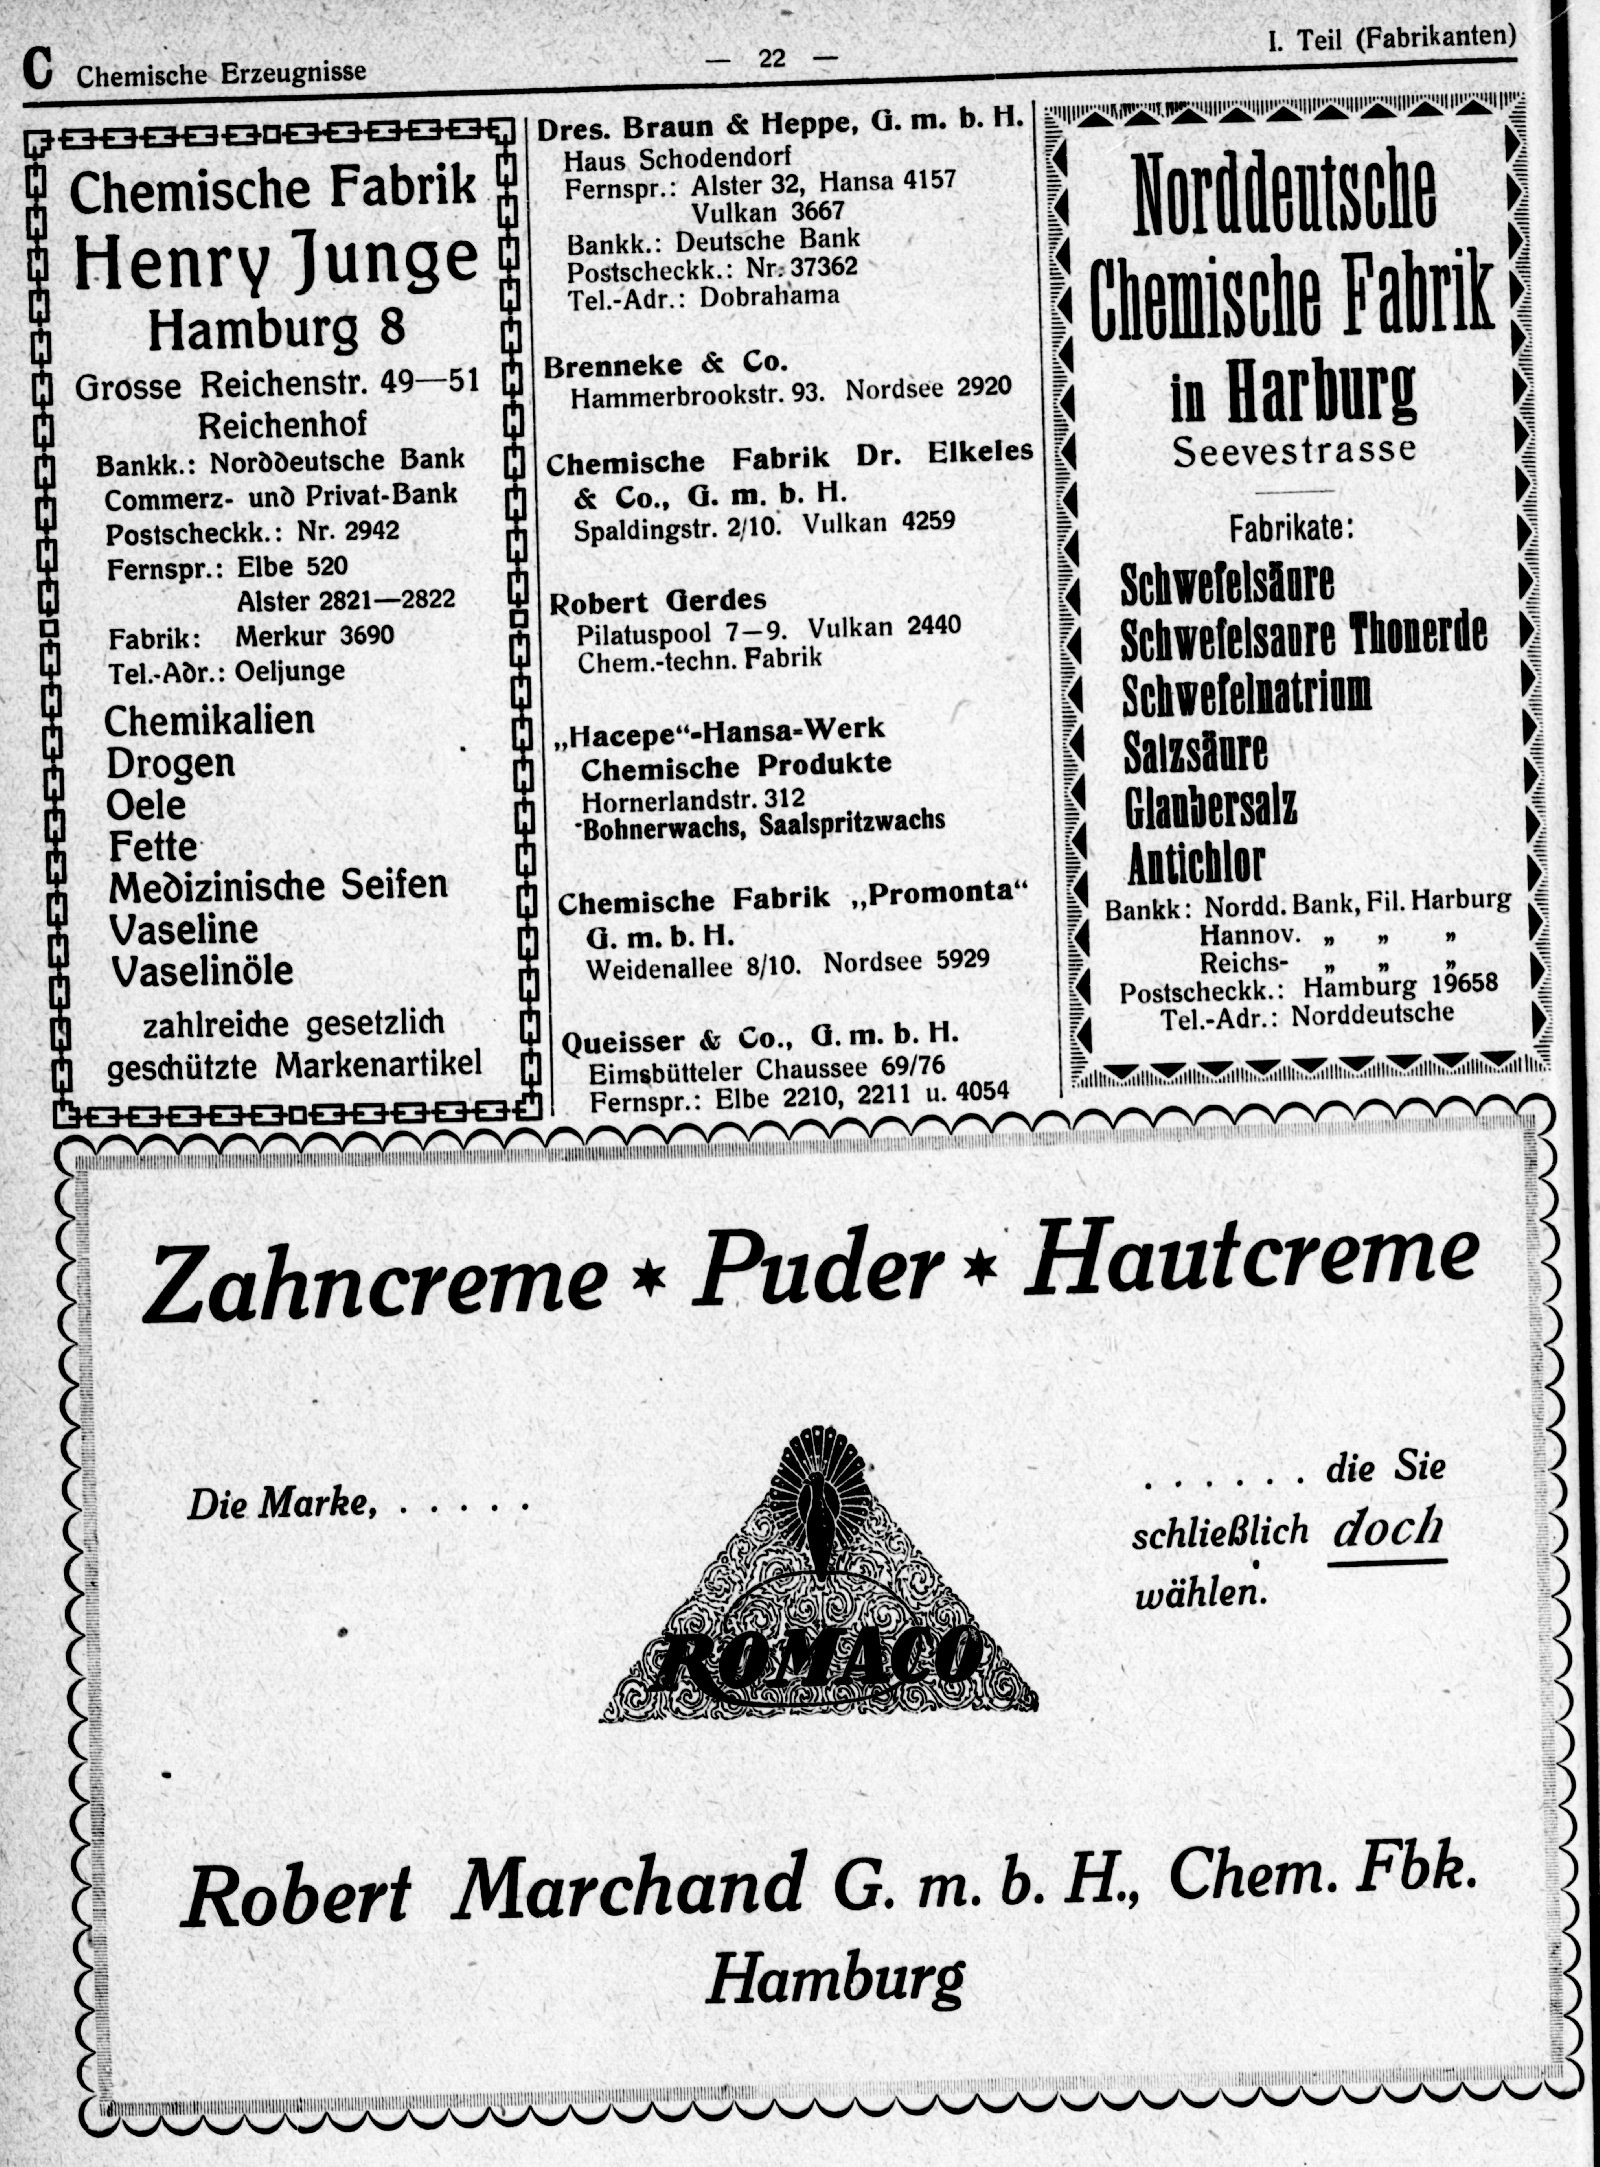 C Chemische Erzeugnisse
— 22 —
I. Teil (Fabrikanten)
Chemische Fabrik
Henry Junge
Hamburg 8
Grosse Reichenstr. 49—51
Reichenhof
Bankk.: Norddeutsche Bank
Commerz- und Privat-Bank
Postscheckk.: Nr. 2942
Fernspr.: Elbe 520
Alster 2821—2822
Fabrik: Merkur 3690
Tel.-Adr.: Oeljunge
Chemikalien
Drogen
Oele
Fette
Medizinische Seifen
Vaseline
Vaselinöle
zahlreiche gesetzlich
geschützte Markenartikel
Dres. Braun & Heppe, G. m. b. H.
Haus Schodendorf
Fernspr.: Alster 32, Hansa 4157
Vulkan 3667
Bankk.: Deutsche Bank
Postscheckk.: Nr. 37362
Tel.-Adr.: Dobrahama
Brenneke & Co.
Hammerbrookstr. 93. Nordsee 2920
Chemische Fabrik Dr. Elkeles
& Co., G. m. b. H.
Spaldingstr. 2/10. Vulkan 4259
Robert Gerdes
Pilatuspool 7—9. Vulkan 2440
Chem.-techn. Fabrik
„Hacepe“-Hansa-Werk
Chemische Produkte
Hornerlandstr. 312
Bohnerwachs, Saalspritzwachs
Chemische Fabrik „Promonta“
G. m. b. H.
Weidenallee 8/10. Nordsee 5929
Queisser & Co., G. m. b. H.
Eimsbütteler Chaussee 69/76
Fernspr.: Elbe 2210, 2211 u. 4054
Norddeutsche
Chemische Fabrik
in Harburg
Seevestrasse
Fabrikate:
Schwefelsäure
Schwefelsaure Thonerde
Schwefelnatrium
Salzsäure
Glaubersalz
Antichlor
Bankk: Nordd. Bank, Fil. Harburg
Hannov. „ „ „
Reichs- „ „ „
Postscheckk.: Hamburg 19658
Tel.-Adr.: Norddeutsche
Zahncreme ★ Puder ★ Hautcreme
Die Marke, . . . . .
ROMACO
. . . . . . die Sie
schließlich doch
wählen.
Robert Marchand G. m. b. H., Chem. Fbk.
Hamburg